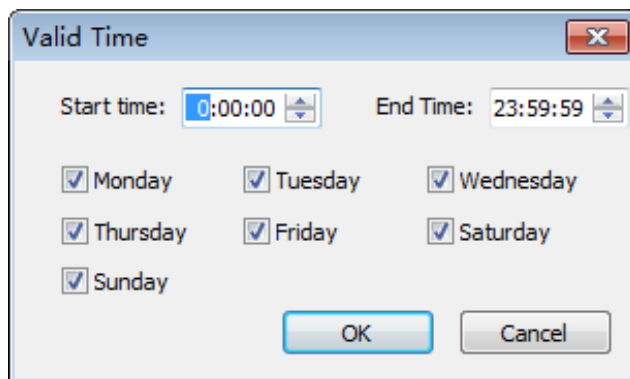 Valid Time
Start time: 0:00:00 End Time: 23:59:59
Monday Tuesday Wednesday
Thursday Friday Saturday
Sunday
OK Cancel